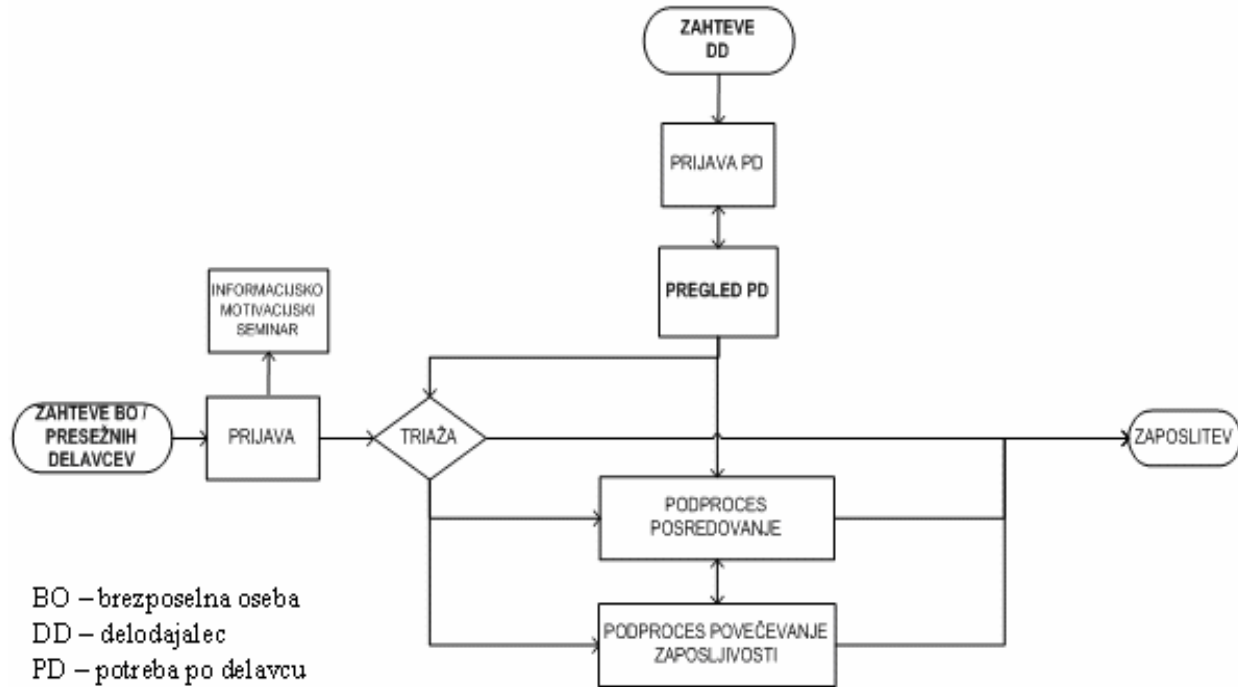 ZAHTEVE
DD
PRIJAVA PD
PREGLED PD
INFORMACIJSKO
MOTIVACIJSKI
SEMINAR
ZAHTEVE BO /
PRESEŽNIH
DELAVCEV
PRIJAVA
TRIAŽA
ZAPOSLITEV
PODPROCES
POSREDOVANJE
PODPROCES POVEČEVANJE
ZAPOSLJIVOSTI
BO – brezposelna oseba
DD – delodajalec
PD – potreba po delavcu